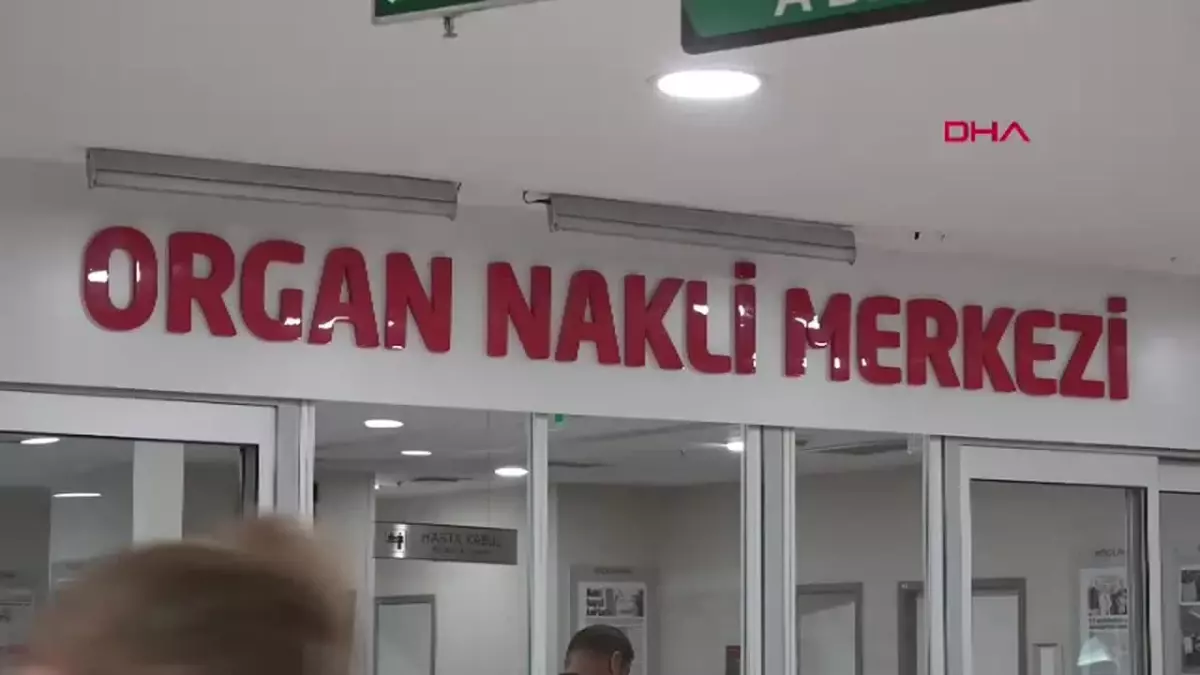 DHA
ORGAN NAKLİ MERKEZİ
HASTA KABUL